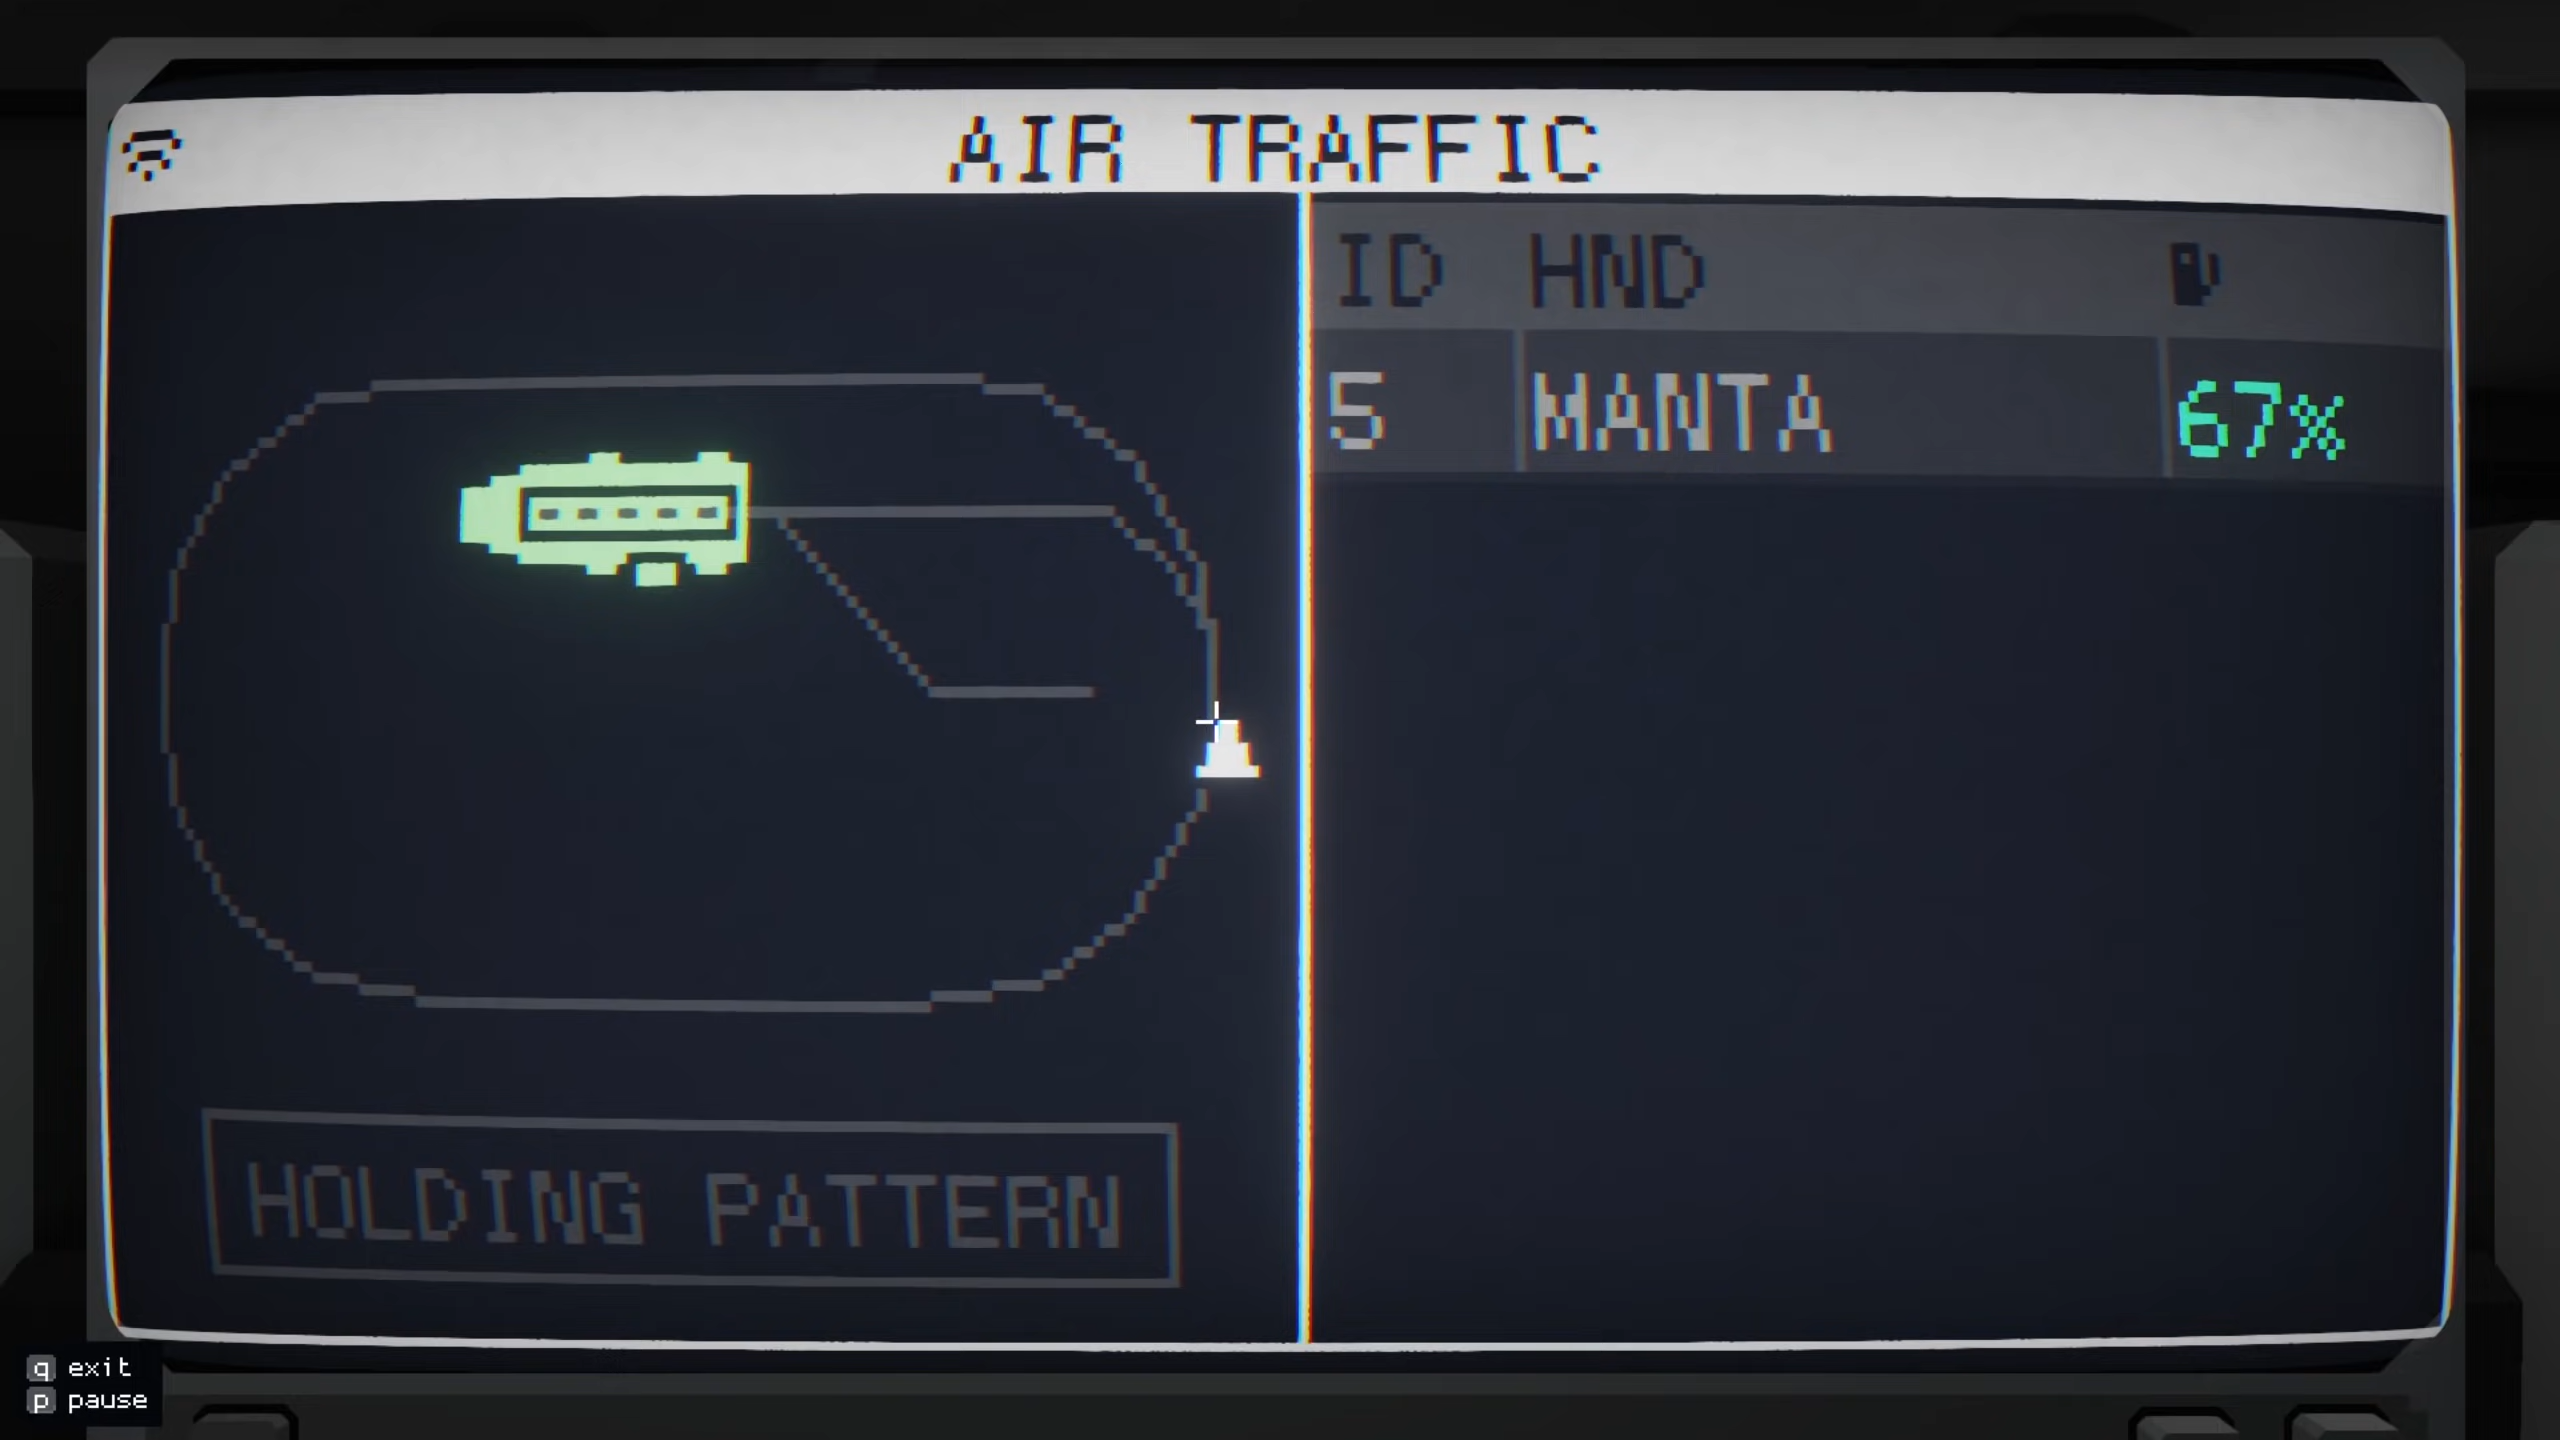 AIR TRAFFIC
ID HND
5 MANTA 67%
HOLDING PATTERN
q exit
p pause